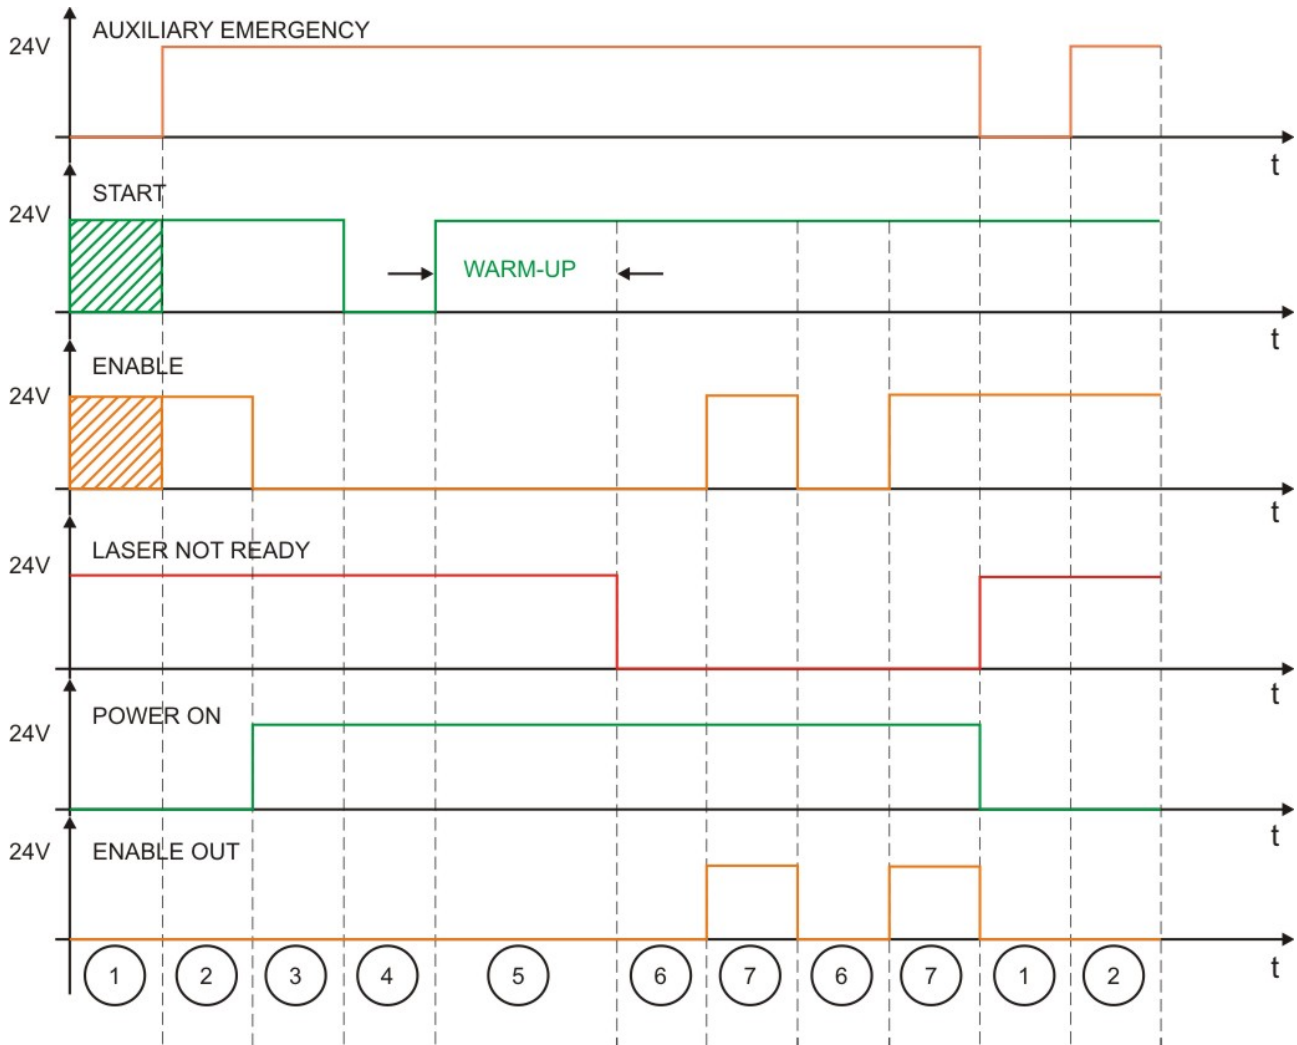 AUXILIARY EMERGENCY
24V
t
START
24V
WARM-UP
t
ENABLE
24V
t
LASER NOT READY
24V
t
POWER ON
24V
t
24V ENABLE OUT
t
1 2 3 4 5 6 7 6 7 1 2